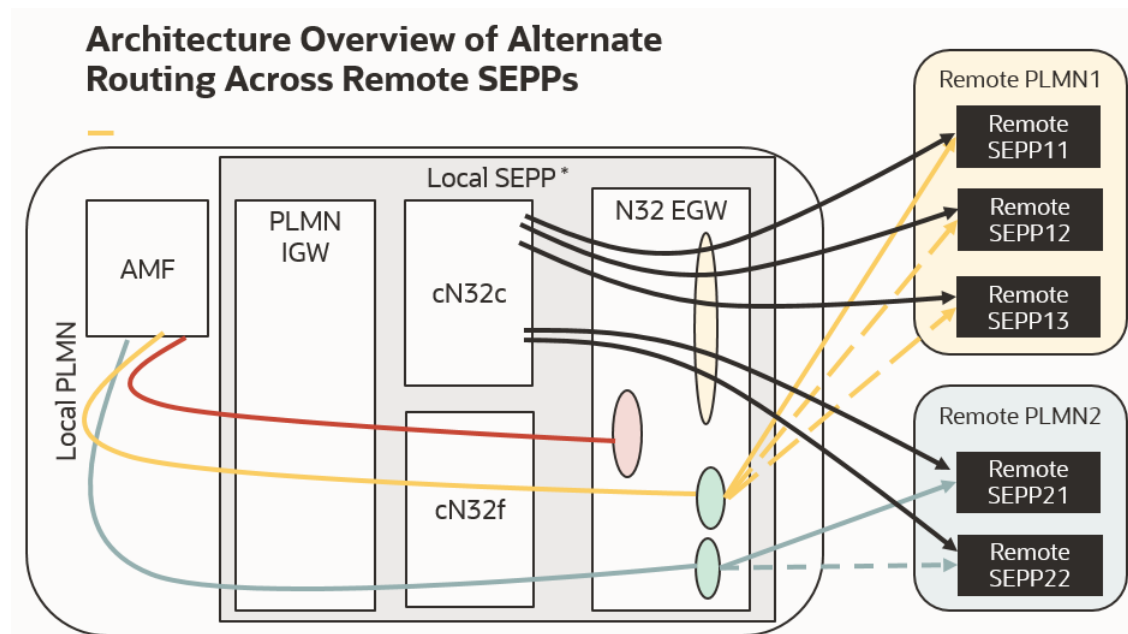 Architecture Overview of Alternate
Routing Across Remote SEPPs
Local PLMN
AMF
Local SEPP *
PLMN
IGW
cN32c
cN32f
N32 EGW
Remote PLMN1
Remote
SEPP11
Remote
SEPP12
Remote
SEPP13
Remote PLMN2
Remote
SEPP21
Remote
SEPP22